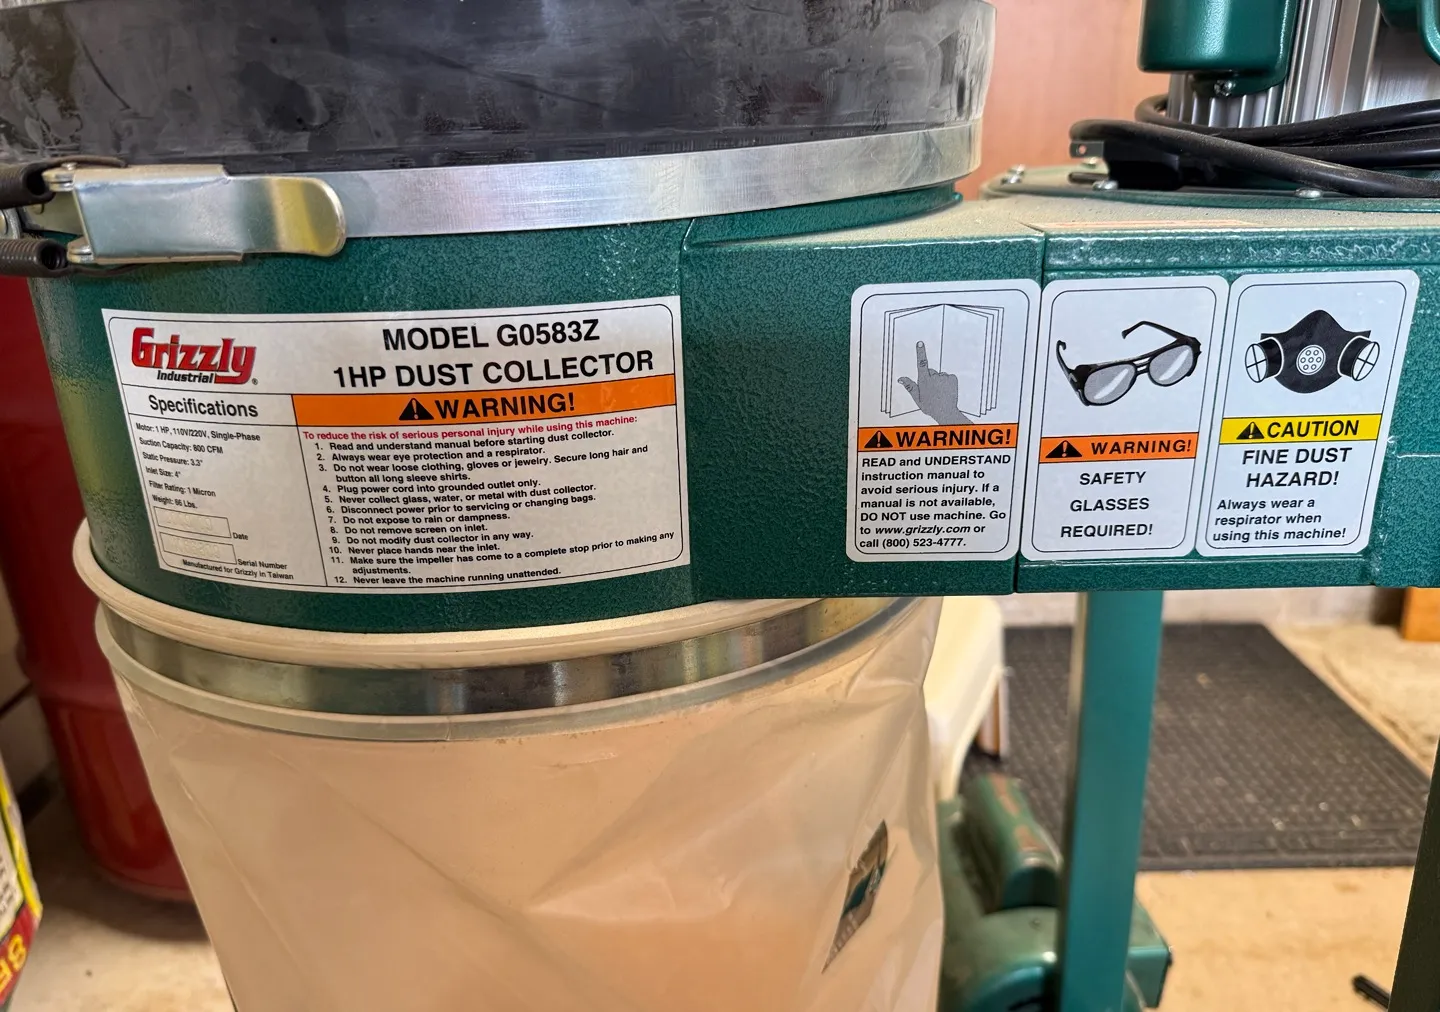 Grizzly
Industrial®
MODEL G0583Z
1HP DUST COLLECTOR
Specifications
Motor: 1 HP, 110V/220V, Single-Phase
Suction Capacity: 800 CFM
Static Pressure: 3.3"
Inlet Size: 4"
Filter Rating: 1 Micron
Weight: 66 Lbs.
Date
Serial Number
Manufactured for Grizzly in Taiwan
WARNING!
To reduce the risk of serious personal injury while using this machine:
1. Read and understand manual before starting dust collector.
2. Always wear eye protection and a respirator.
3. Do not wear loose clothing, gloves or jewelry. Secure long hair and
button all long sleeve shirts.
4. Plug power cord into grounded outlet only.
5. Never collect glass, water, or metal with dust collector.
6. Disconnect power prior to servicing or changing bags.
7. Do not expose to rain or dampness.
8. Do not remove screen on inlet.
9. Do not modify dust collector in any way.
10. Never place hands near the inlet.
11. Make sure the impeller has come to a complete stop prior to making any
adjustments.
12. Never leave the machine running unattended.
WARNING!
READ and UNDERSTAND
instruction manual to
avoid serious injury. If a
manual is not available,
DO NOT use machine. Go
to www.grizzly.com or
call (800) 523-4777.
WARNING!
SAFETY
GLASSES
REQUIRED!
CAUTION
FINE DUST
HAZARD!
Always wear a
respirator when
using this machine!